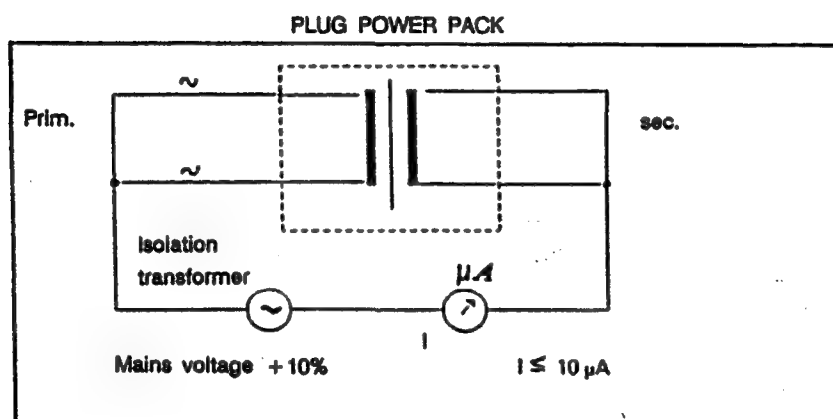 PLUG POWER PACK
~
Prim.
sec.
~
Isolation
transformer
μA
~
I
Mains voltage +10%
I ≤ 10 μA